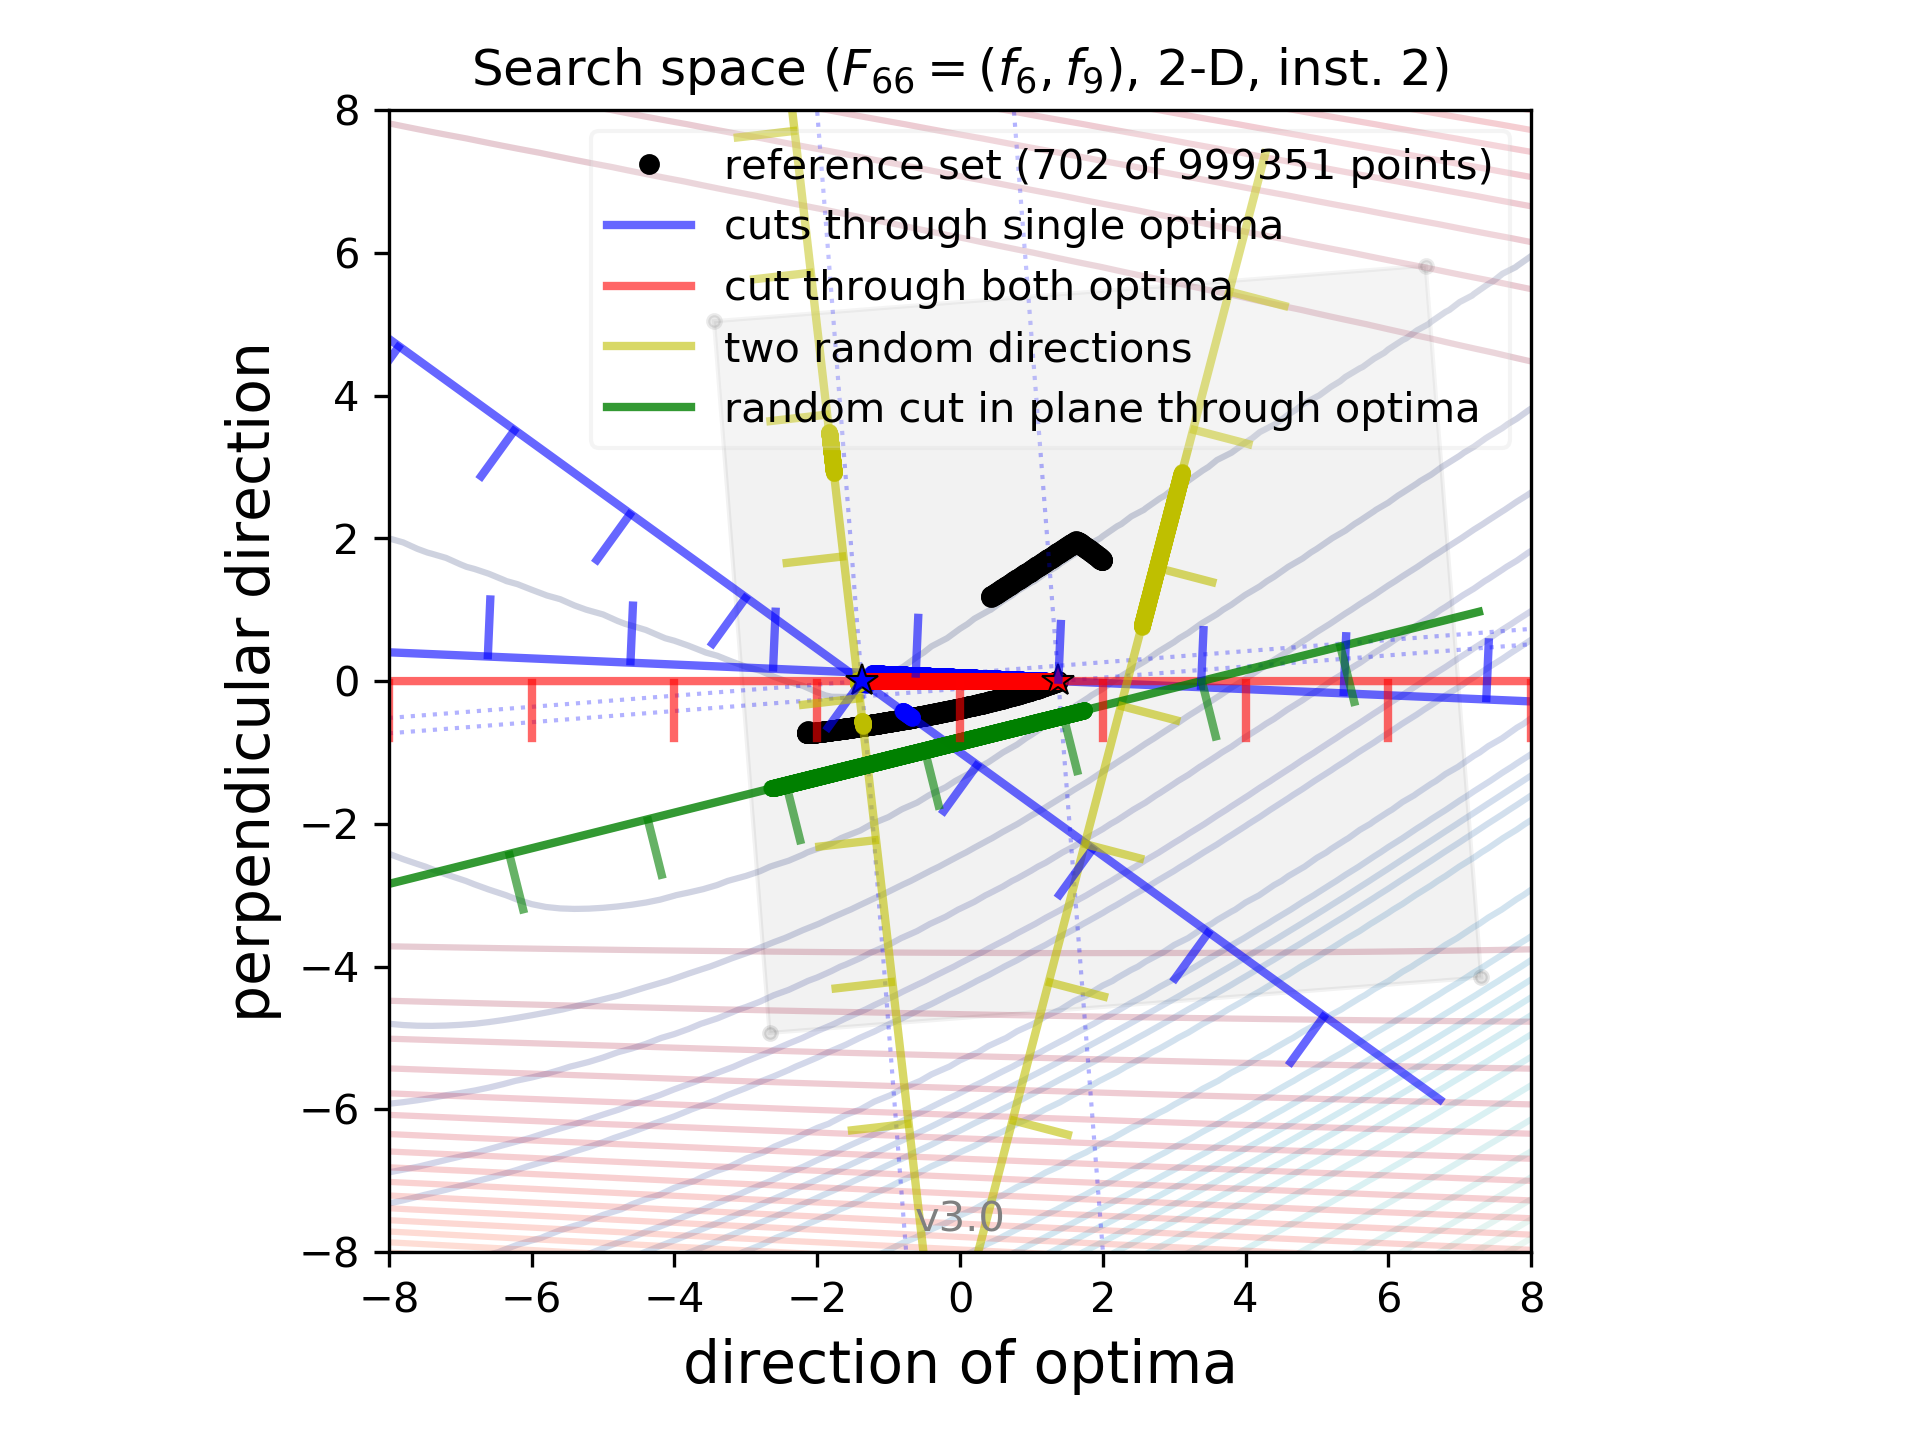 Search space (F66 = (f6, f9), 2-D, inst. 2)
reference set (702 of 999351 points)
cuts through single optima
cut through both optima
two random directions
random cut in plane through optima
perpendicular direction
8
6
4
2
0
−2
−4
−6
−8
v3.0
−8 −6 −4 −2 0 2 4 6 8
direction of optima